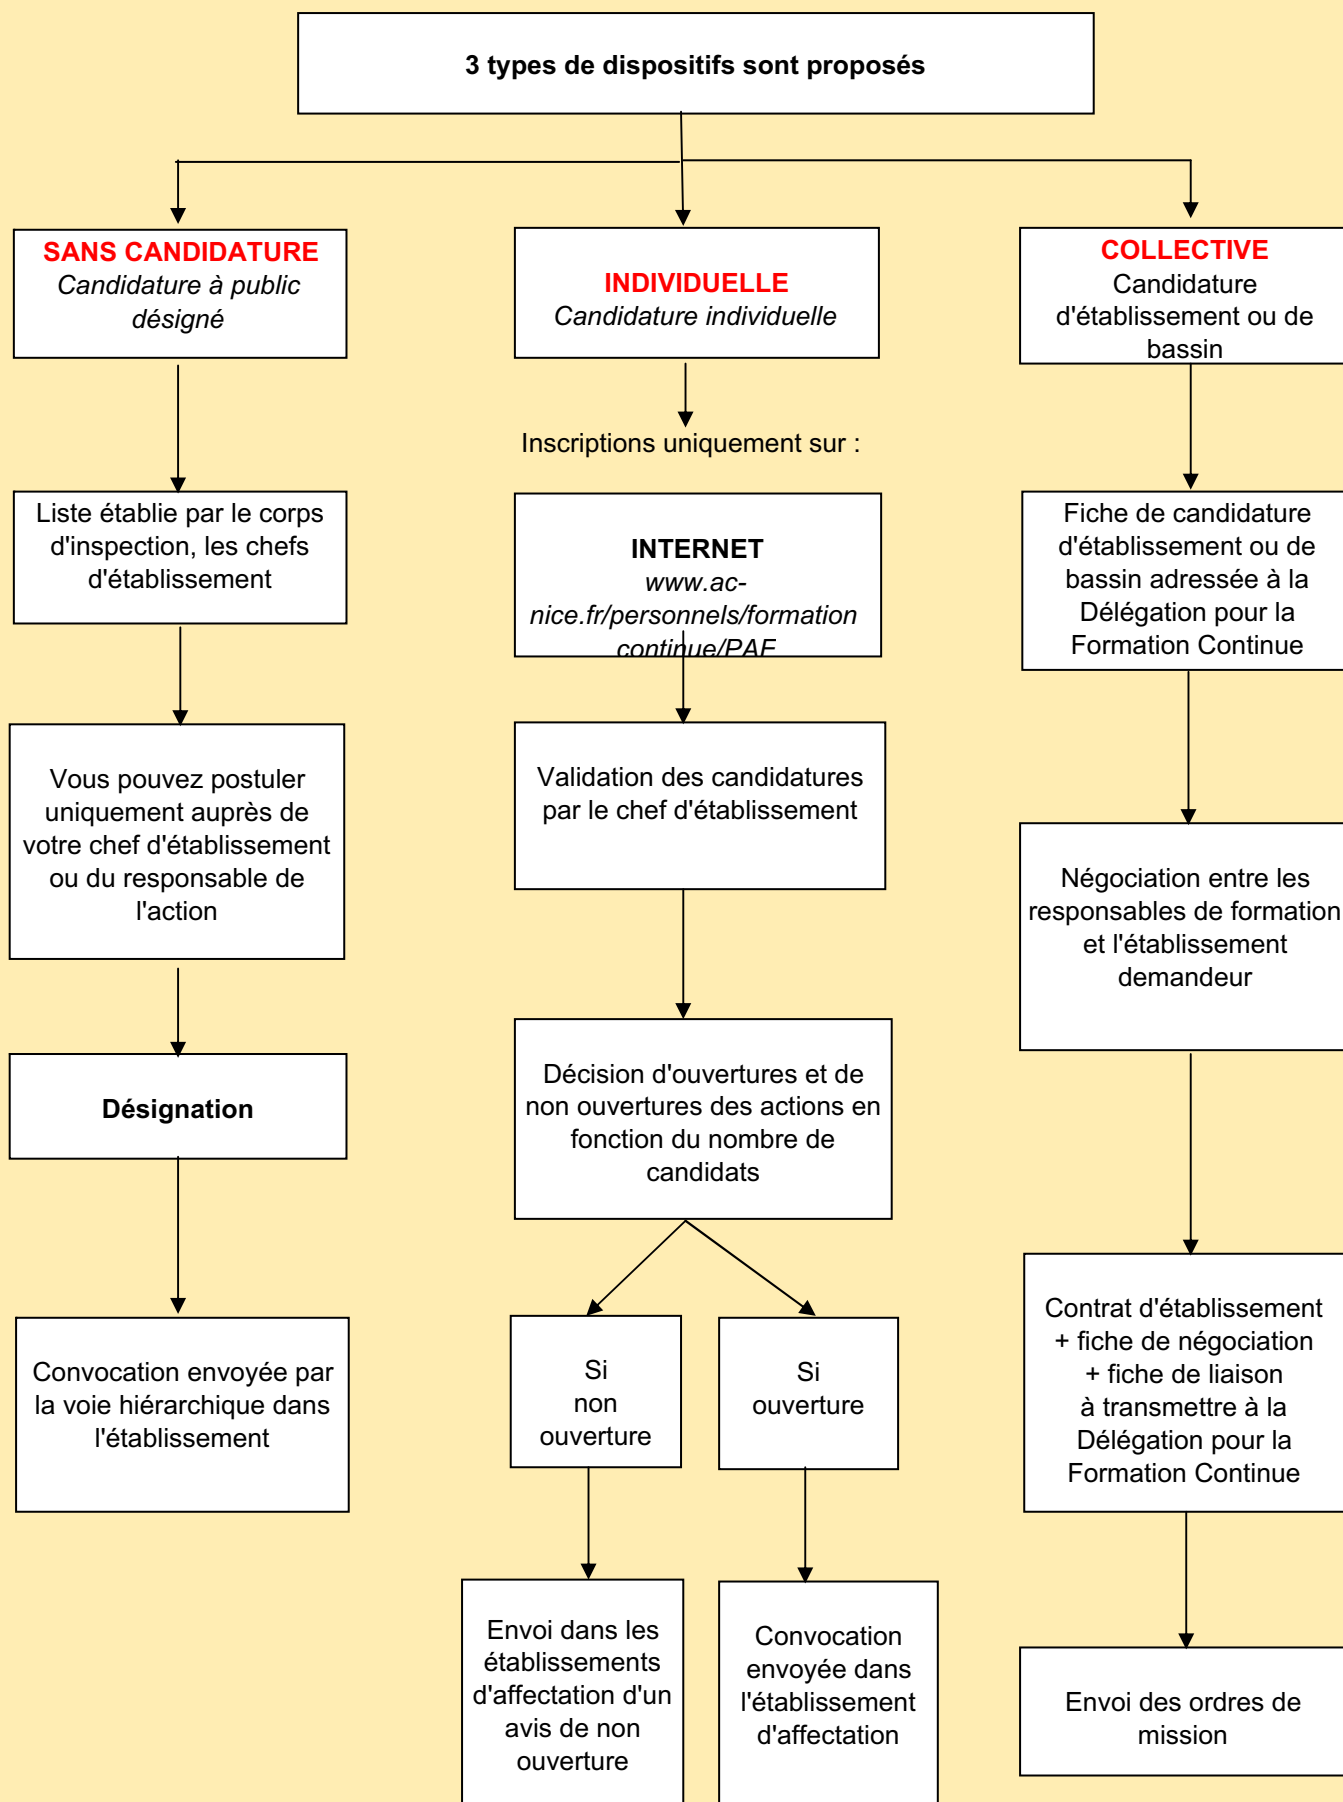 3 types de dispositifs sont proposés
SANS CANDIDATURE
Candidature à public
désigné
Liste établie par le corps
d'inspection, les chefs
d'établissement
Vous pouvez postuler
uniquement auprès de
votre chef d'établissement
ou du responsable de
l'action
Désignation
Convocation envoyée par
la voie hiérarchique dans
l'établissement
INDIVIDUELLE
Candidature individuelle
Inscriptions uniquement sur :
INTERNET
www.ac-
nice.fr/personnels/formation
continue/PAF
Validation des candidatures
par le chef d'établissement
Décision d'ouvertures et de
non ouvertures des actions en
fonction du nombre de
candidats
Si
non
ouverture
Envoi dans les
établissements
d'affectation d'un
avis de non
ouverture
Si
ouverture
Convocation
envoyée dans
l'établissement
d'affectation
COLLECTIVE
Candidature
d'établissement ou de
bassin
Fiche de candidature
d'établissement ou de
bassin adressée à la
Délégation pour la
Formation Continue
Négociation entre les
responsables de formation
et l'établissement
demandeur
Contrat d'établissement
+ fiche de négociation
+ fiche de liaison
à transmettre à la
Délégation pour la
Formation Continue
Envoi des ordres de
mission